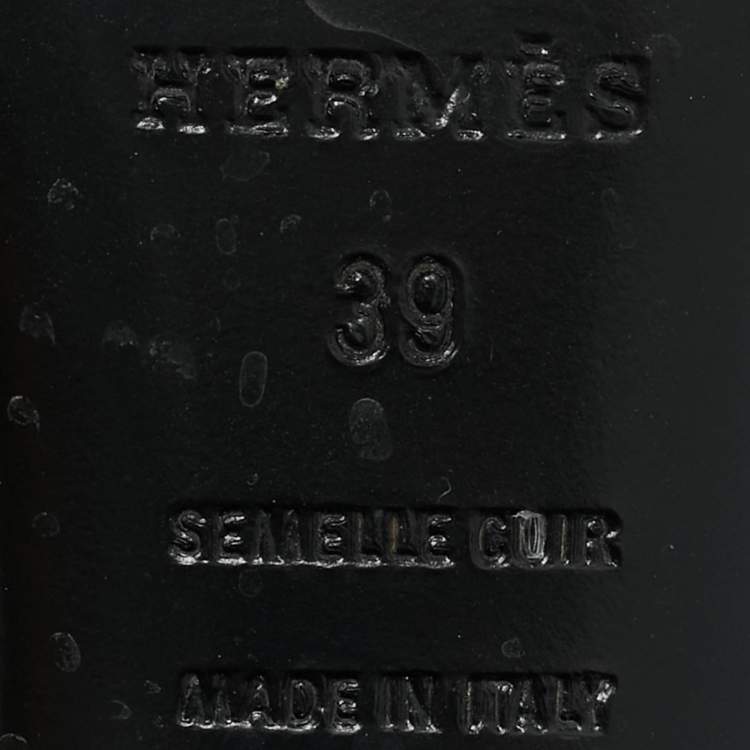 HERMÈS
39
SEMELLE CUIR
MADE IN ITALY